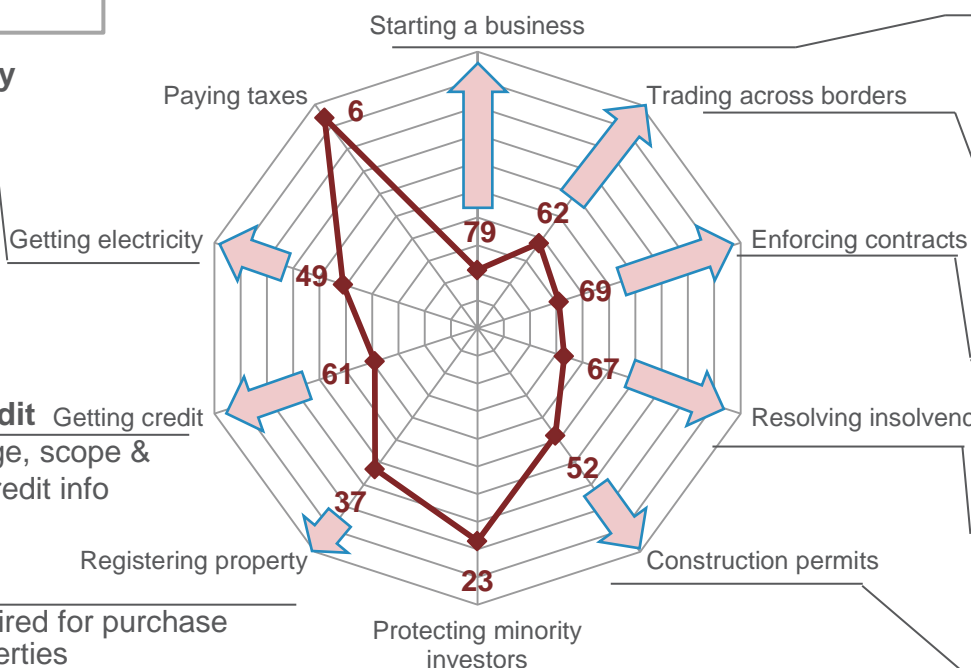 Starting a business
y
Paying taxes
6
Trading across borders
79
62
Getting electricity
Enforcing contracts
49
69
61
67
dit
Getting credit
Resolving insolvenc
ge, scope &
redit info
52
37
Registering property
Construction permits
23
ired for purchase
erties
Protecting minority
investors